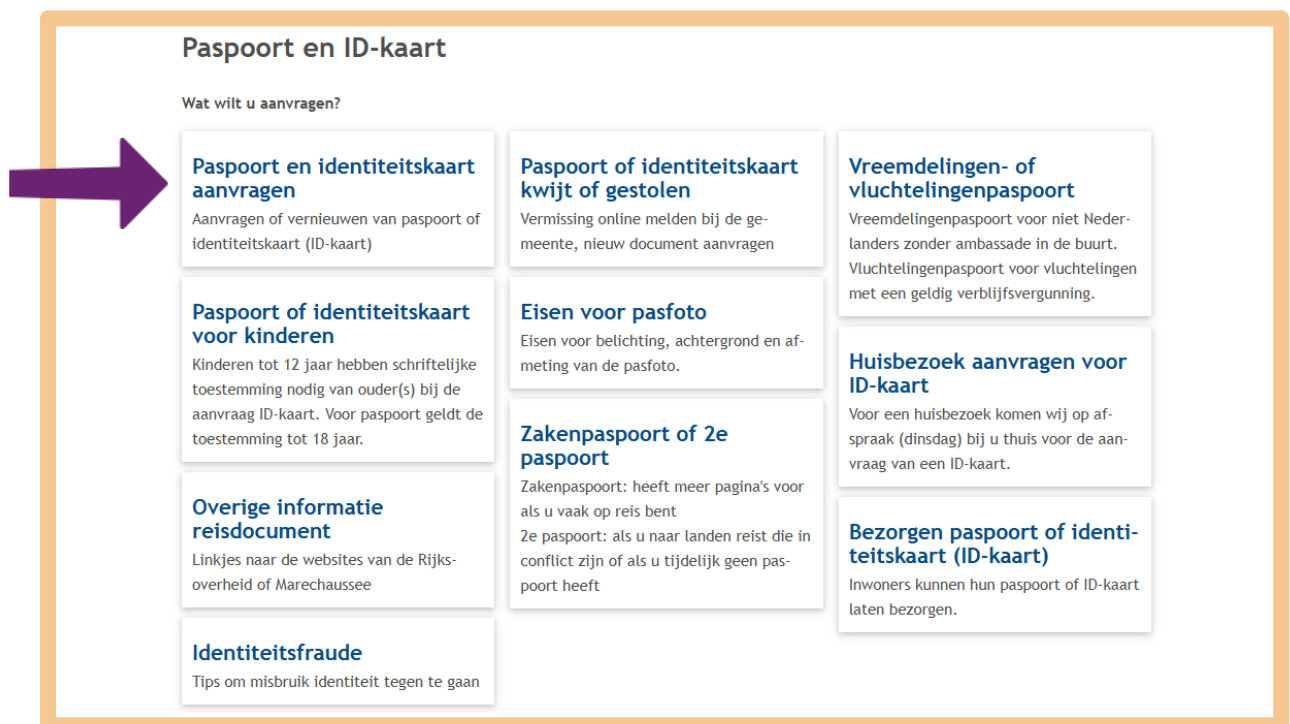 Paspoort en ID-kaart
Wat wilt u aanvragen?
Paspoort en identiteitskaart
aanvragen
Aanvragen of vernieuwen van paspoort of
identiteitskaart (ID-kaart)
Paspoort of identiteitskaart
voor kinderen
Kinderen tot 12 jaar hebben schriftelijke
toestemming nodig van ouder(s) bij de
aanvraag ID-kaart. Voor paspoort geldt de
toestemming tot 18 jaar.
Overige informatie
reisdocument
Linkjes naar de websites van de Rijks-
overheid of Marechaussee
Identiteitsfraude
Tips om misbruik identiteit tegen te gaan
Paspoort of identiteitskaart
kwijt of gestolen
Vermissing online melden bij de ge-
meente, nieuw document aanvragen
Eisen voor pasfoto
Eisen voor belichting, achtergrond en af-
meting van de pasfoto.
Zakenpaspoort of 2e
paspoort
Zakenpaspoort: heeft meer pagina's voor
als u vaak op reis bent
2e paspoort: als u naar landen reist die in
conflict zijn of als u tijdelijk geen pas-
poort heeft
Vreemdelingen- of
vluchtelingenpaspoort
Vreemdelingenpaspoort voor niet Neder-
landers zonder ambassade in de buurt.
Vluchtelingenpaspoort voor vluchtelingen
met een geldig verblijfsvergunning.
Huisbezoek aanvragen voor
ID-kaart
Voor een huisbezoek komen wij op af-
spraak (dinsdag) bij u thuis voor de aan-
vraag van een ID-kaart.
Bezorgen paspoort of identi-
teitskaart (ID-kaart)
Inwoners kunnen hun paspoort of ID-kaart
laten bezorgen.